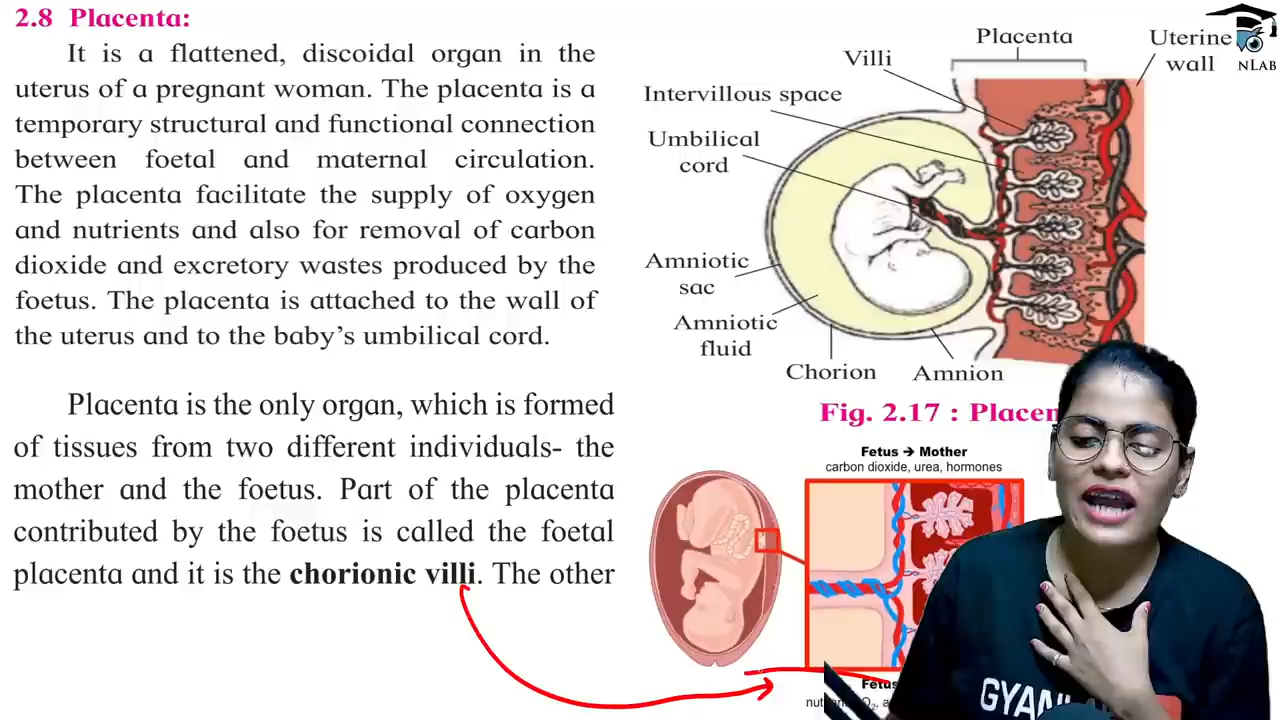 2.8 Placenta:
It is a flattened, discoidal organ in the
uterus of a pregnant woman. The placenta is a
temporary structural and functional connection
between foetal and maternal circulation.
The placenta facilitate the supply of oxygen
and nutrients and also for removal of carbon
dioxide and excretory wastes produced by the
foetus. The placenta is attached to the wall of
the uterus and to the baby's umbilical cord.
Placenta is the only organ, which is formed
of tissues from two different individuals- the
mother and the foetus. Part of the placenta
contributed by the foetus is called the foetal
placenta and it is the chorionic villi. The other
Placenta
Villi
Uterine
wall
nLAB
Intervillous space
Umbilical
cord
Amniotic
sac
Amniotic
fluid
Chorion
Amnion
Fig. 2.17 :
Fetus → Mother
carbon dioxide, urea, hormones
Fetus